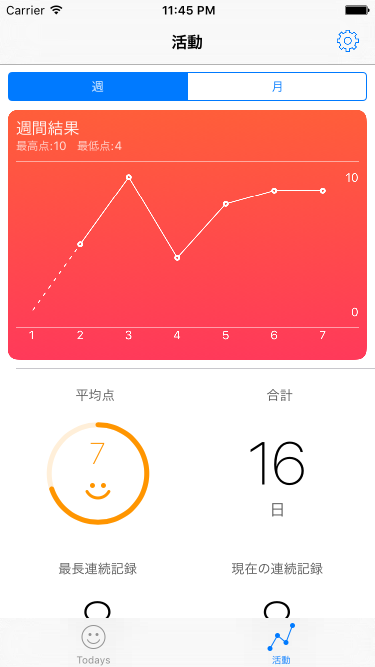 Carrier 11:45 PM
活動
週 月
週間結果
最高点:10 最低点:4
10
0
1 2 3 4 5 6 7
平均点 合計
7 16
日
最長連続記録 現在の連続記録
Todays 活動